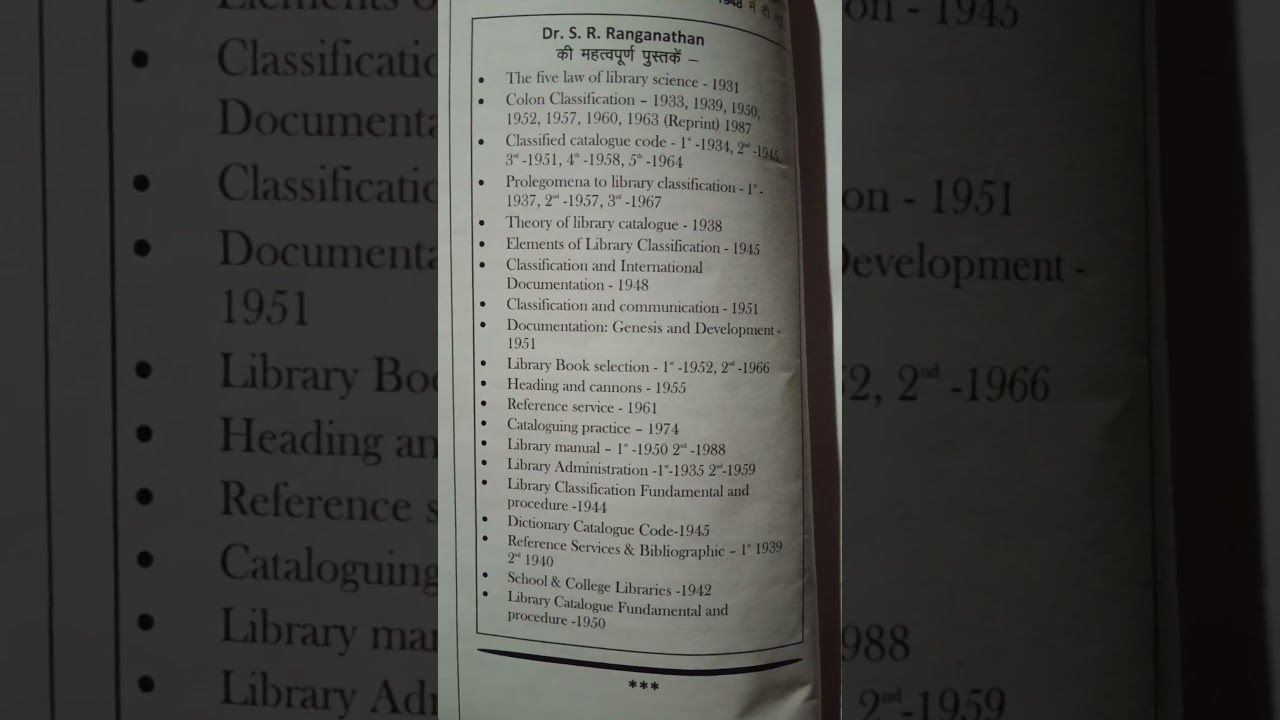 1948 में दी
Dr. S. R. Ranganathan
की महत्वपूर्ण पुस्तकें –
• The five law of library science - 1931
• Colon Classification – 1933, 1939, 1950,
1952, 1957, 1960, 1963 (Reprint) 1987
• Classified catalogue code - 1st -1934, 2nd -1945,
3rd -1951, 4th -1958, 5th -1964
• Prolegomena to library classification - 1st -
1937, 2nd -1957, 3rd -1967
• Theory of library catalogue - 1938
• Elements of Library Classification - 1945
• Classification and International
Documentation - 1948
• Classification and communication - 1951
• Documentation: Genesis and Development -
1951
• Library Book selection - 1st -1952, 2nd -1966
• Heading and cannons - 1955
• Reference service - 1961
• Cataloguing practice – 1974
• Library manual – 1st -1950 2nd -1988
• Library Administration -1st-1935 2nd-1959
• Library Classification Fundamental and
procedure -1944
• Dictionary Catalogue Code-1945
• Reference Services & Bibliographic – 1st 1939
2nd 1940
• School & College Libraries -1942
• Library Catalogue Fundamental and
procedure -1950
***